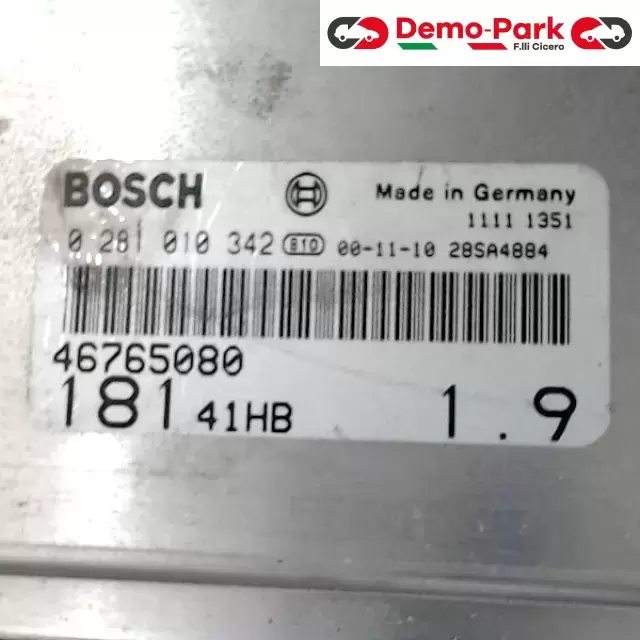 Demo-Park
F.lli Cicero
BOSCH Made in Germany
1111 1351
0 281 010 342 810 00-11-10 28SA4884
46765080
181 41HB 1.9